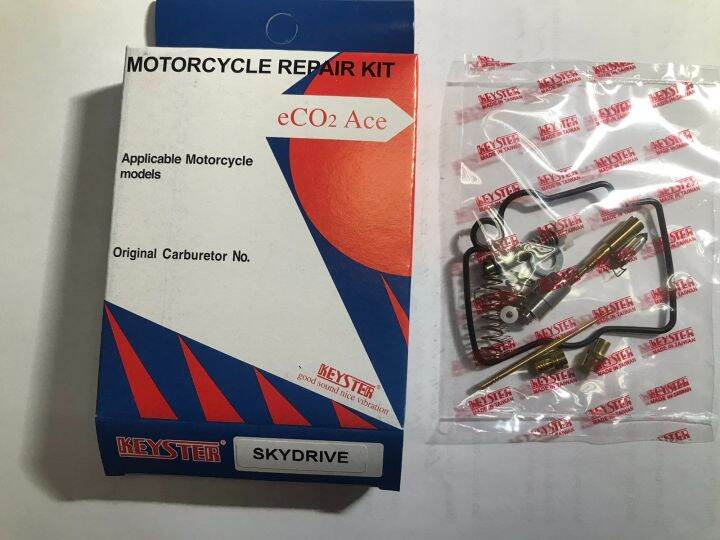 MOTORCYCLE REPAIR KIT
eCO2 Ace
Applicable Motorcycle
models
Original Carburetor No.
KEYSTER®
good sound nice vibration
KEYSTER®
SKYDRIVE
KEYSTER
MADE IN TAIWAN